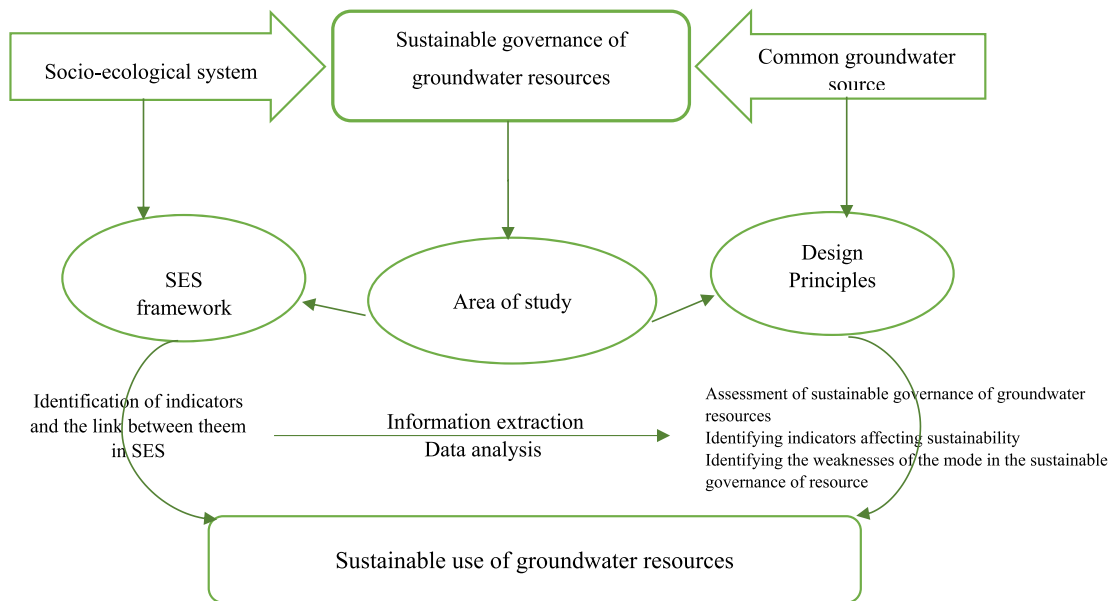 Socio-ecological system
Sustainable governance of
groundwater resources
Common groundwater
source
SES
framework
Area of study
Design
Principles
Identification of indicators
and the link between theem
in SES
Information extraction
Data analysis
Assessment of sustainable governance of groundwater
resources
Identifying indicators affecting sustainability
Identifying the weaknesses of the mode in the sustainable
governance of resource
Sustainable use of groundwater resources